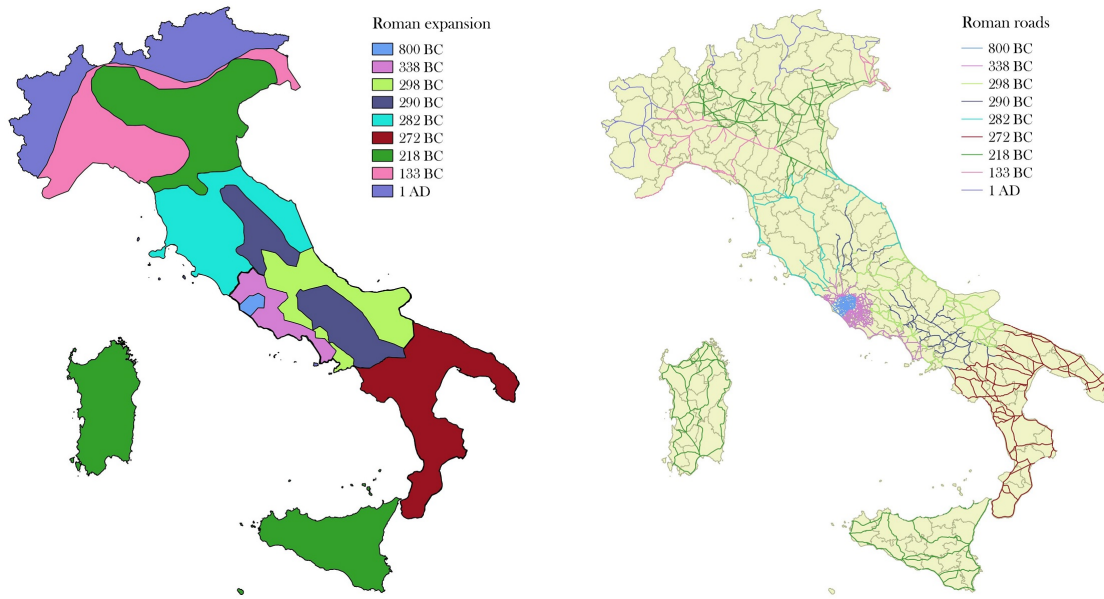 Roman expansion
800 BC
338 BC
298 BC
290 BC
282 BC
272 BC
218 BC
133 BC
1 AD
Roman roads
800 BC
338 BC
298 BC
290 BC
282 BC
272 BC
218 BC
133 BC
1 AD